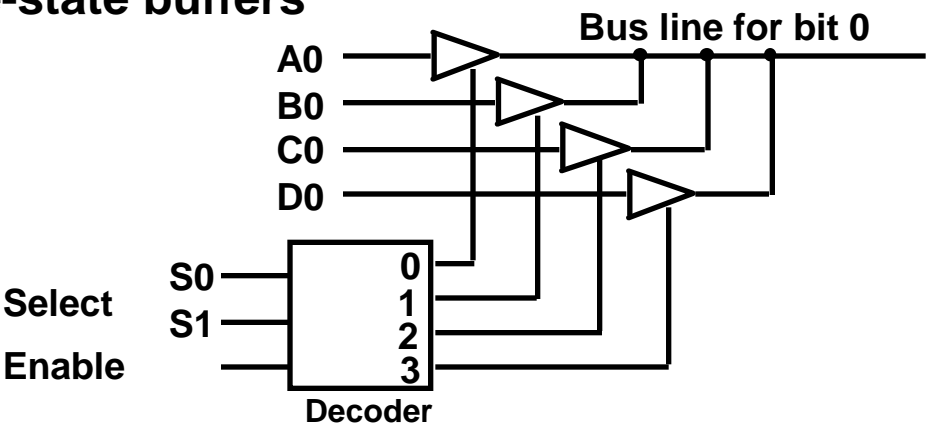 -state buffers
Bus line for bit 0
A0
B0
C0
D0
S0
0
Select
1
S1
2
Enable
3
Decoder